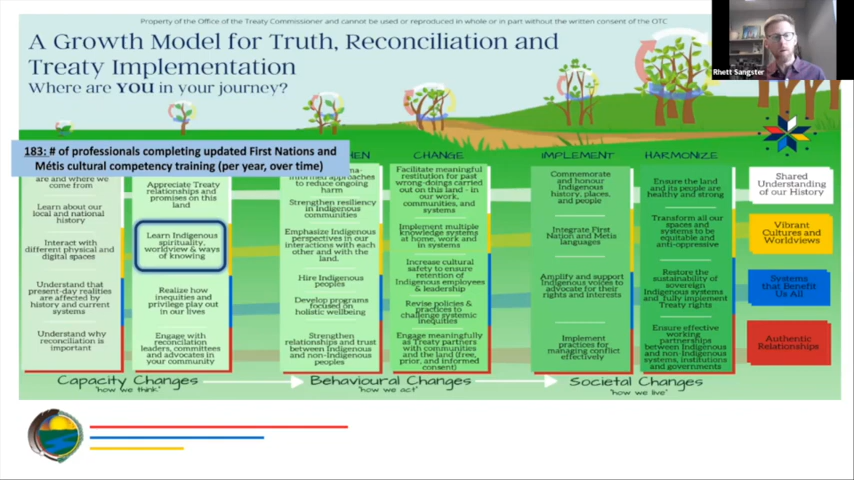 Property of the Office of the Treaty Commissioner and cannot be used or reproduced in whole or in part without the written consent of the OTC
A Growth Model for Truth, Reconciliation and
Treaty Implementation
Where are YOU in your journey?
Rhett Sangster
183: # of professionals completing updated First Nations and
Métis cultural competency training (per year, over time)
CHANGE
IMPLEMENT
HARMONIZE
are and where we
come from
Learn about our
local and national
history
Interact with
different physical and
digital spaces
Understand that
present-day realities
are affected by
history and current
systems
Understand why
reconciliation is
important
Appreciate Treaty
relationships and
promises on this
land
Learn Indigenous
spirituality,
worldview & ways
of knowing
Realize how
inequities and
privilege play out
in our lives
Engage with
reconciliation
leaders, committees
and advocates in your
community
informed approaches
to reduce ongoing
harm
Strengthen resiliency
in Indigenous
communities
Emphasize Indigenous
perspectives in our
interactions with each
other and with the
land.
Hire Indigenous
peoples
Develop programs
focused on
holistic wellbeing
Strengthen
relationships and trust
between Indigenous
and non-Indigenous
peoples
Facilitate meaningful
restitution for past
wrong-doings carried
out on this land – in
our work,
communities, and
systems
Implement multiple
knowledge systems
at home, work and
in systems
Increase cultural
safety to ensure
retention of
Indigenous employees
& leadership
Revise policies &
practices to
challenge systemic
inequities
Engage meaningfully
as Treaty partners
with communities
and the land (free,
prior, and informed
consent)
Commemorate
and honour
Indigenous
history, places,
and people
Integrate First
Nation and Metis
languages
Amplify and support
Indigenous voices to
advocate for their
rights and interests
Implement
practices for
managing conflict
effectively
Ensure the land
and its people are
healthy and strong
Transform all our
spaces and
systems to be
equitable and
anti-oppressive
Restore the
sustainability of
sovereign
Indigenous systems
and fully implement
Treaty rights
Ensure effective
working
partnerships
between Indigenous
and non-Indigenous
systems, institutions
and governments
Shared
Understanding
of our History
Vibrant
Cultures and
Worldviews
Systems
that Benefit
Us All
Authentic
Relationships
Capacity Changes
"how we think"
Behavioural Changes
"how we act"
Societal Changes
"how we live"